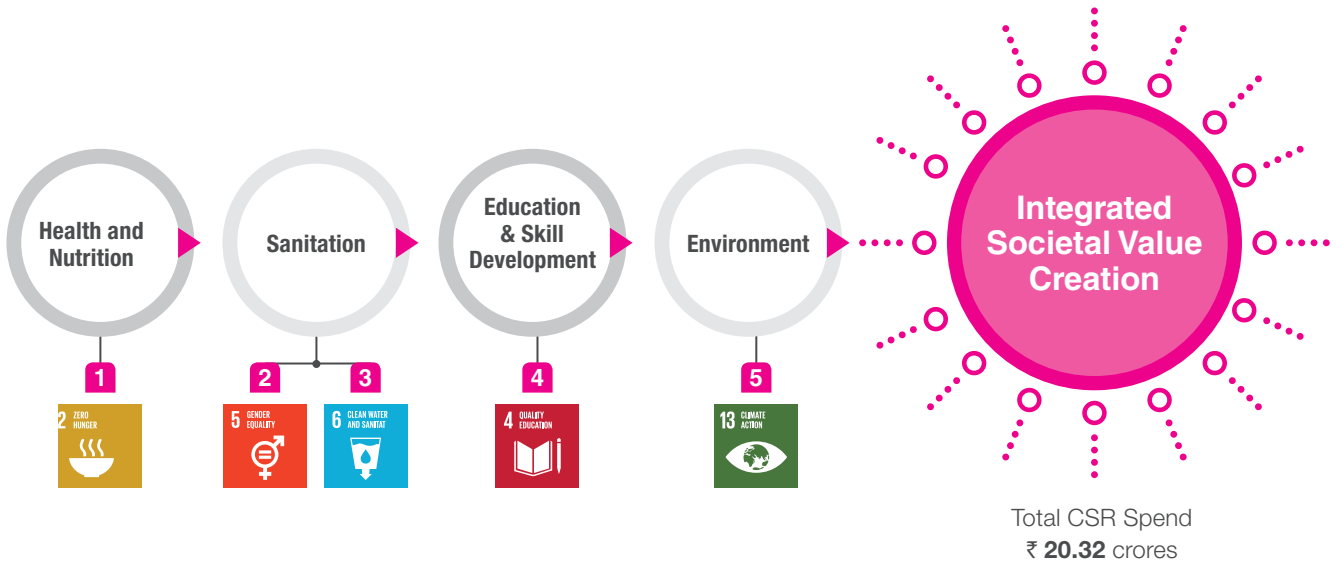 Health and
Nutrition
Sanitation
Education
& Skill
Development
Environment
Integrated
Societal Value
Creation
1
2
3
4
5
2 ZERO
HUNGER
5 GENDER
EQUALITY
6 CLEAN WATER
AND SANITAT
4 QUALITY
EDUCATION
13 CLIMATE
ACTION
Total CSR Spend
₹ 20.32 crores